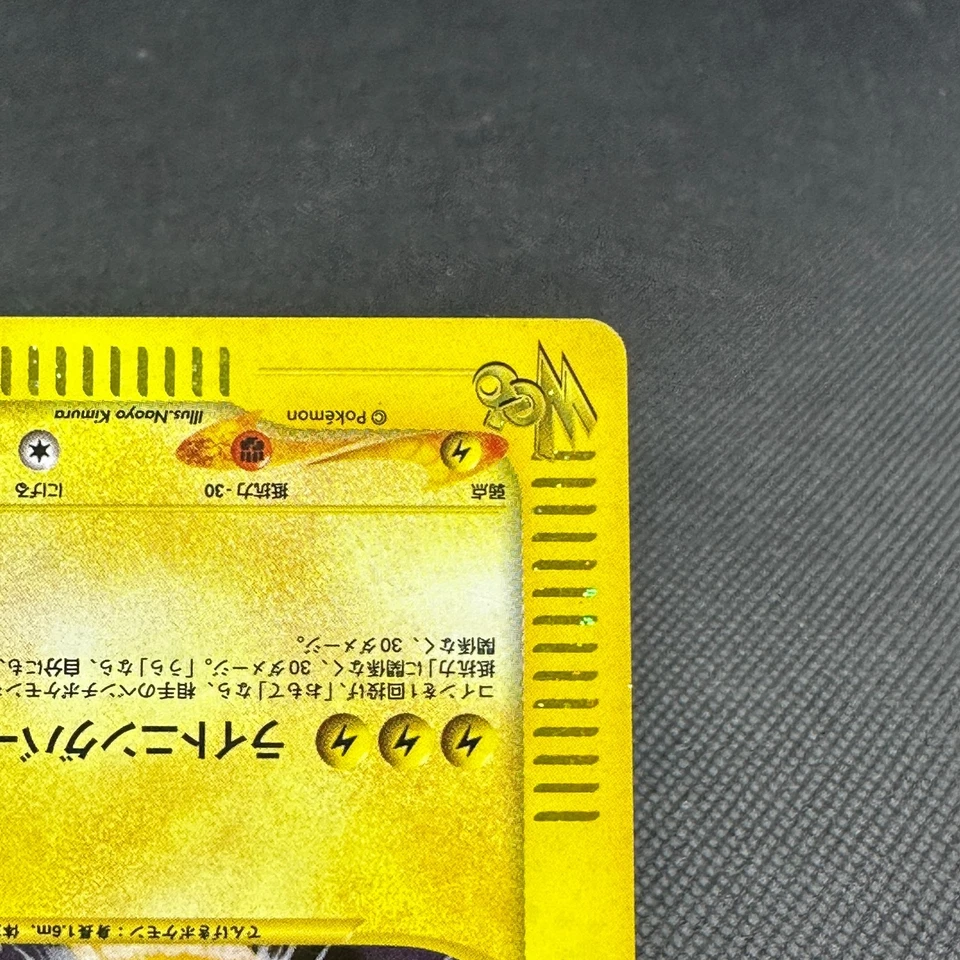 でんげきポケモン:身長1.6m、体
ライトニングバー
コインを1回投げ、「おもて」なら、相手のベンチポケモン
抵抗力」に関係なく、30ダメージ。「うら」なら、自分にも、
関係なく、30ダメージ。
弱点 抵抗力 -30 にげる
© Pokémon Illus.Naoyo Kimura
Web